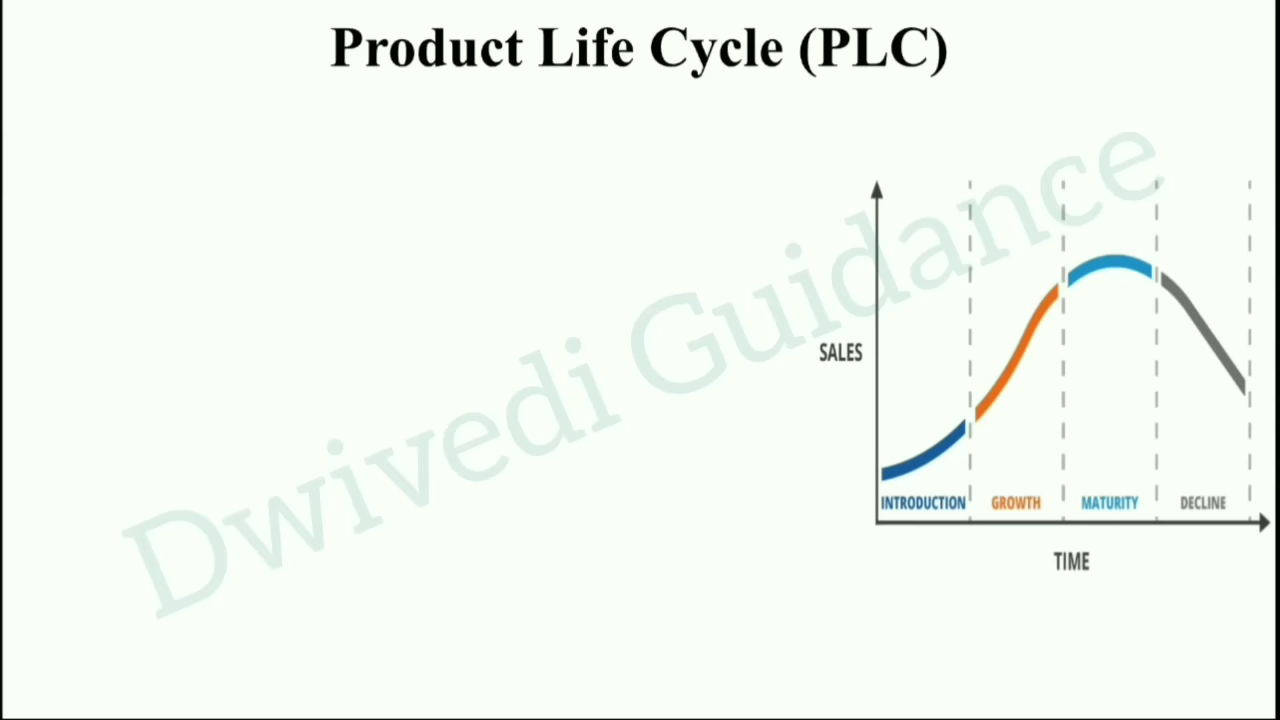 Product Life Cycle (PLC)
Dwivedi Guidance
SALES
INTRODUCTION GROWTH MATURITY DECLINE
TIME